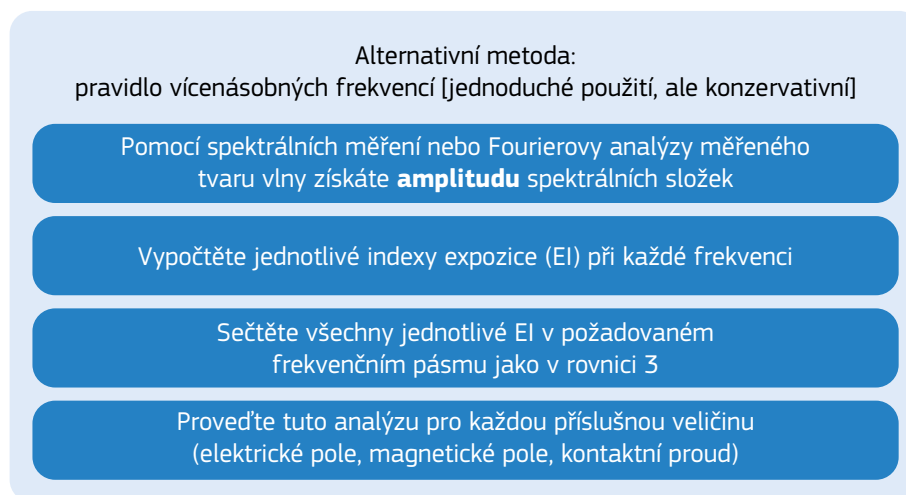 Alternativní metoda:
pravidlo vícenásobných frekvencí [jednoduché použití, ale konzervativní]
Pomocí spektrálních měření nebo Fourierovy analýzy měřeného
tvaru vlny získáte amplitudu spektrálních složek
Vypočtěte jednotlivé indexy expozice (EI) při každé frekvenci
Sečtěte všechny jednotlivé EI v požadovaném
frekvenčním pásmu jako v rovnici 3
Proveďte tuto analýzu pro každou příslušnou veličinu
(elektrické pole, magnetické pole, kontaktní proud)